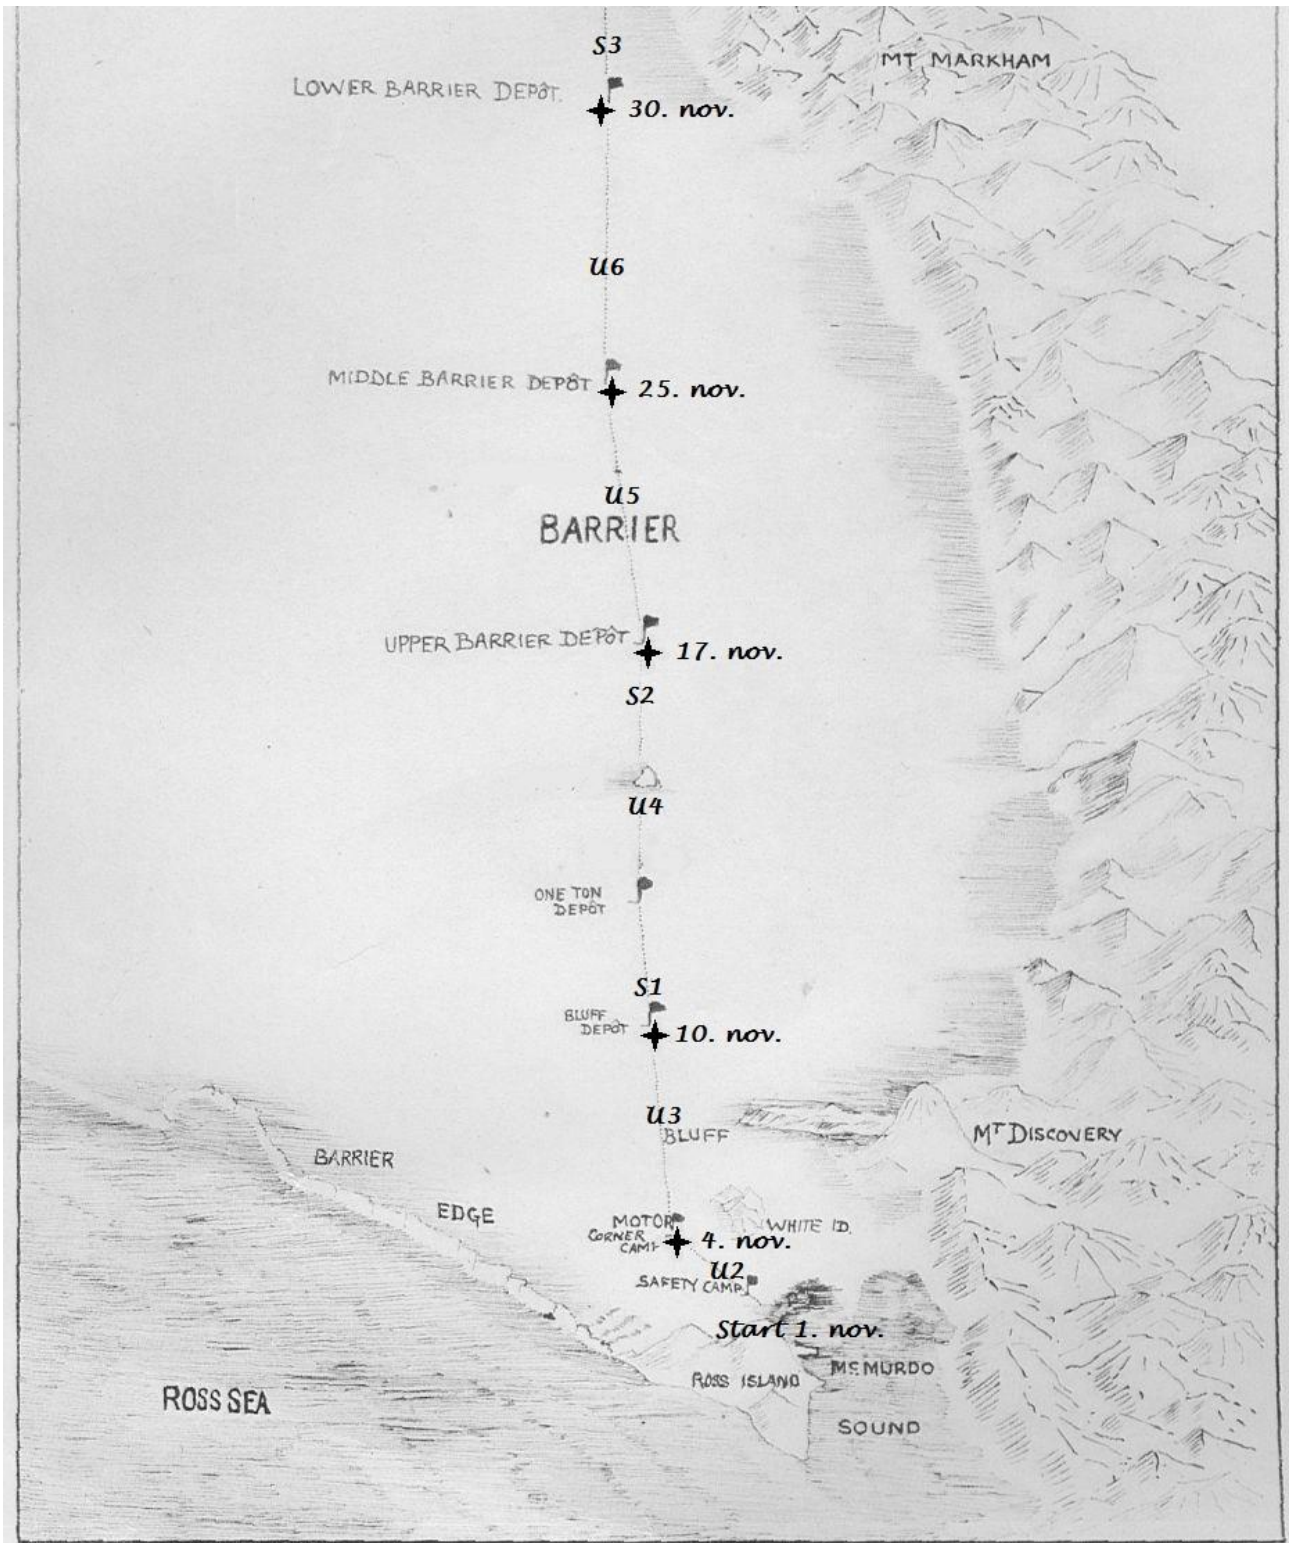 S3
MT MARKHAM
LOWER BARRIER DEPÔT.
30. nov.
U6
MIDDLE BARRIER DEPÔT
25. nov.
U5
BARRIER
UPPER BARRIER DEPÔT
17. nov.
S2
U4
ONE TON
DEPÔT
S1
BLUFF
DEPÔT
10. nov.
U3
BLUFF
MT DISCOVERY
BARRIER
EDGE
MOTOR
CORNER
CAMP
WHITE ID.
4. nov.
U2
SAFETY CAMP
Start 1. nov.
ROSS ISLAND
Mc MURDO
SOUND
ROSS SEA